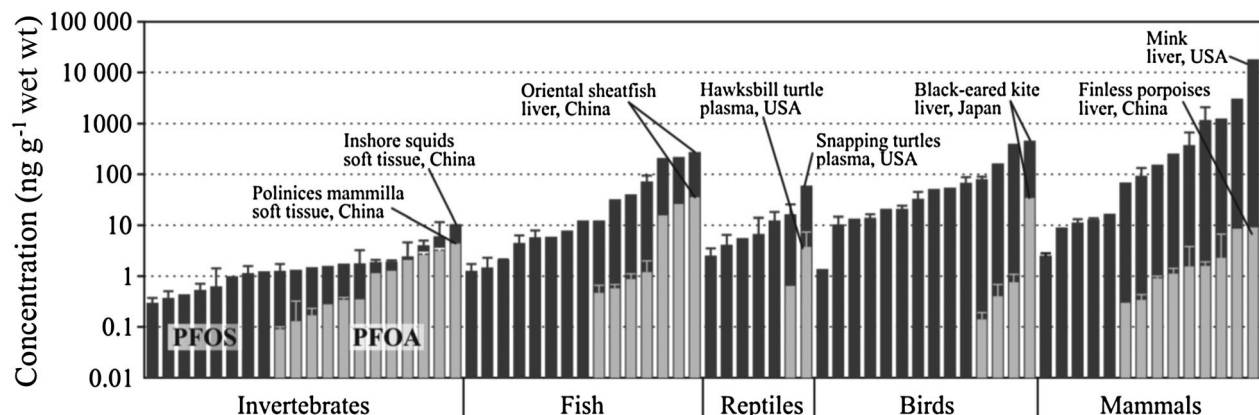 Concentration (ng g⁻¹ wet wt)
100 000
10 000
1000
100
10
1
0.1
0.01
Polinices mammilla
soft tissue, China
Inshore squids
soft tissue, China
Oriental sheatfish
liver, China
Hawksbill turtle
plasma, USA
Snapping turtles
plasma, USA
Black-eared kite
liver, Japan
Mink
liver, USA
Finless porpoises
liver, China
PFOS
PFOA
Invertebrates
Fish
Reptiles
Birds
Mammals